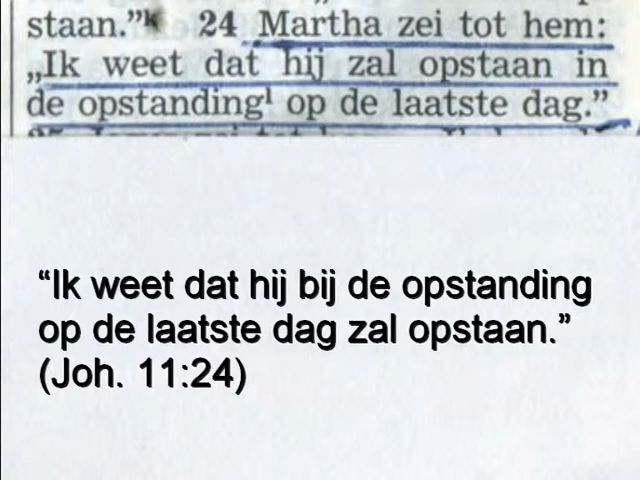 staan.”k 24 Martha zei tot hem:
„Ik weet dat hij zal opstaan in
de opstanding¹ op de laatste dag.”
“Ik weet dat hij bij de opstanding
op de laatste dag zal opstaan.”
(Joh. 11:24)